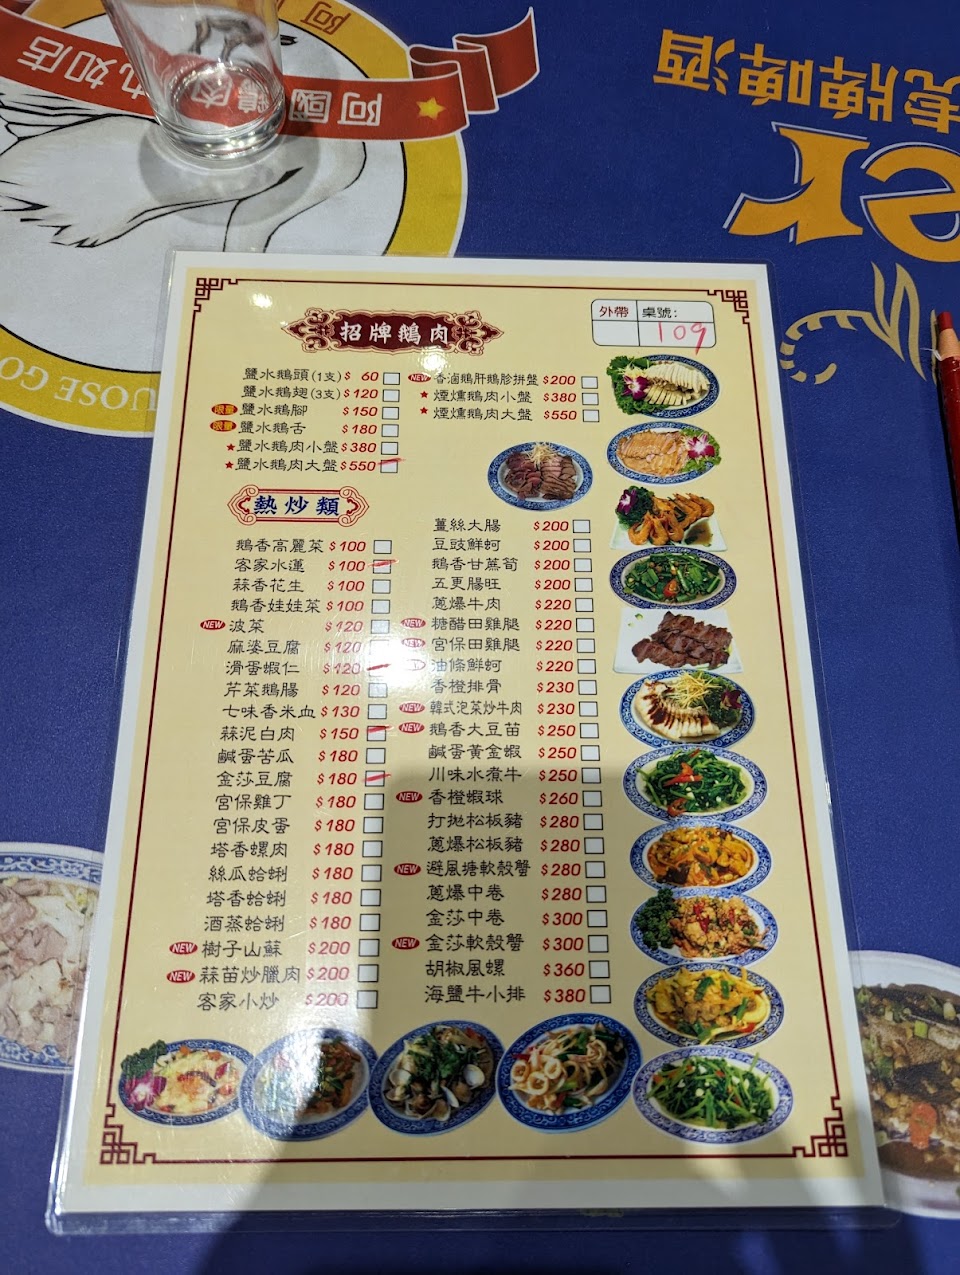 阿國鵝肉
九如店
虎牌啤酒
er
UOSE GO
外帶 桌號:
109
招牌鵝肉
鹽水鵝頭(1支) $ 60
鹽水鵝翅(3支) $120
限量 鹽水鵝腳 $150
限量 鹽水鵝舌 $180
★鹽水鵝肉小盤 $380
★鹽水鵝肉大盤 $550
NEW 香滷鵝肝鵝胗拼盤 $200
★ 煙燻鵝肉小盤 $380
★ 煙燻鵝肉大盤 $550
熱炒類
鵝香高麗菜 $100
客家水蓮 $100
蒜香花生 $100
鵝香娃娃菜 $100
NEW 波菜 $120
麻婆豆腐 $120
滑蛋蝦仁 $120
芹菜鵝腸 $120
七味香米血 $130
蒜泥白肉 $150
鹹蛋苦瓜 $180
金莎豆腐 $180
宮保雞丁 $180
宮保皮蛋 $180
塔香螺肉 $180
絲瓜蛤蜊 $180
塔香蛤蜊 $180
酒蒸蛤蜊 $180
NEW 樹子山蘇 $200
NEW 蒜苗炒臘肉 $200
客家小炒 $200
薑絲大腸 $200
豆豉鮮蚵 $200
鵝香甘蔗筍 $200
五更腸旺 $200
蔥爆牛肉 $220
NEW 糖醋田雞腿 $220
NEW 宮保田雞腿 $220
NEW 油條鮮蚵 $220
香橙排骨 $230
NEW 韓式泡菜炒牛肉 $230
NEW 鵝香大豆苗 $250
鹹蛋黃金蝦 $250
川味水煮牛 $250
NEW 香橙蝦球 $260
打拋松板豬 $280
蔥爆松板豬 $280
NEW 避風塘軟殼蟹 $280
蔥爆中卷 $280
金莎中卷 $300
NEW 金莎軟殼蟹 $300
胡椒風螺 $360
海鹽牛小排 $380